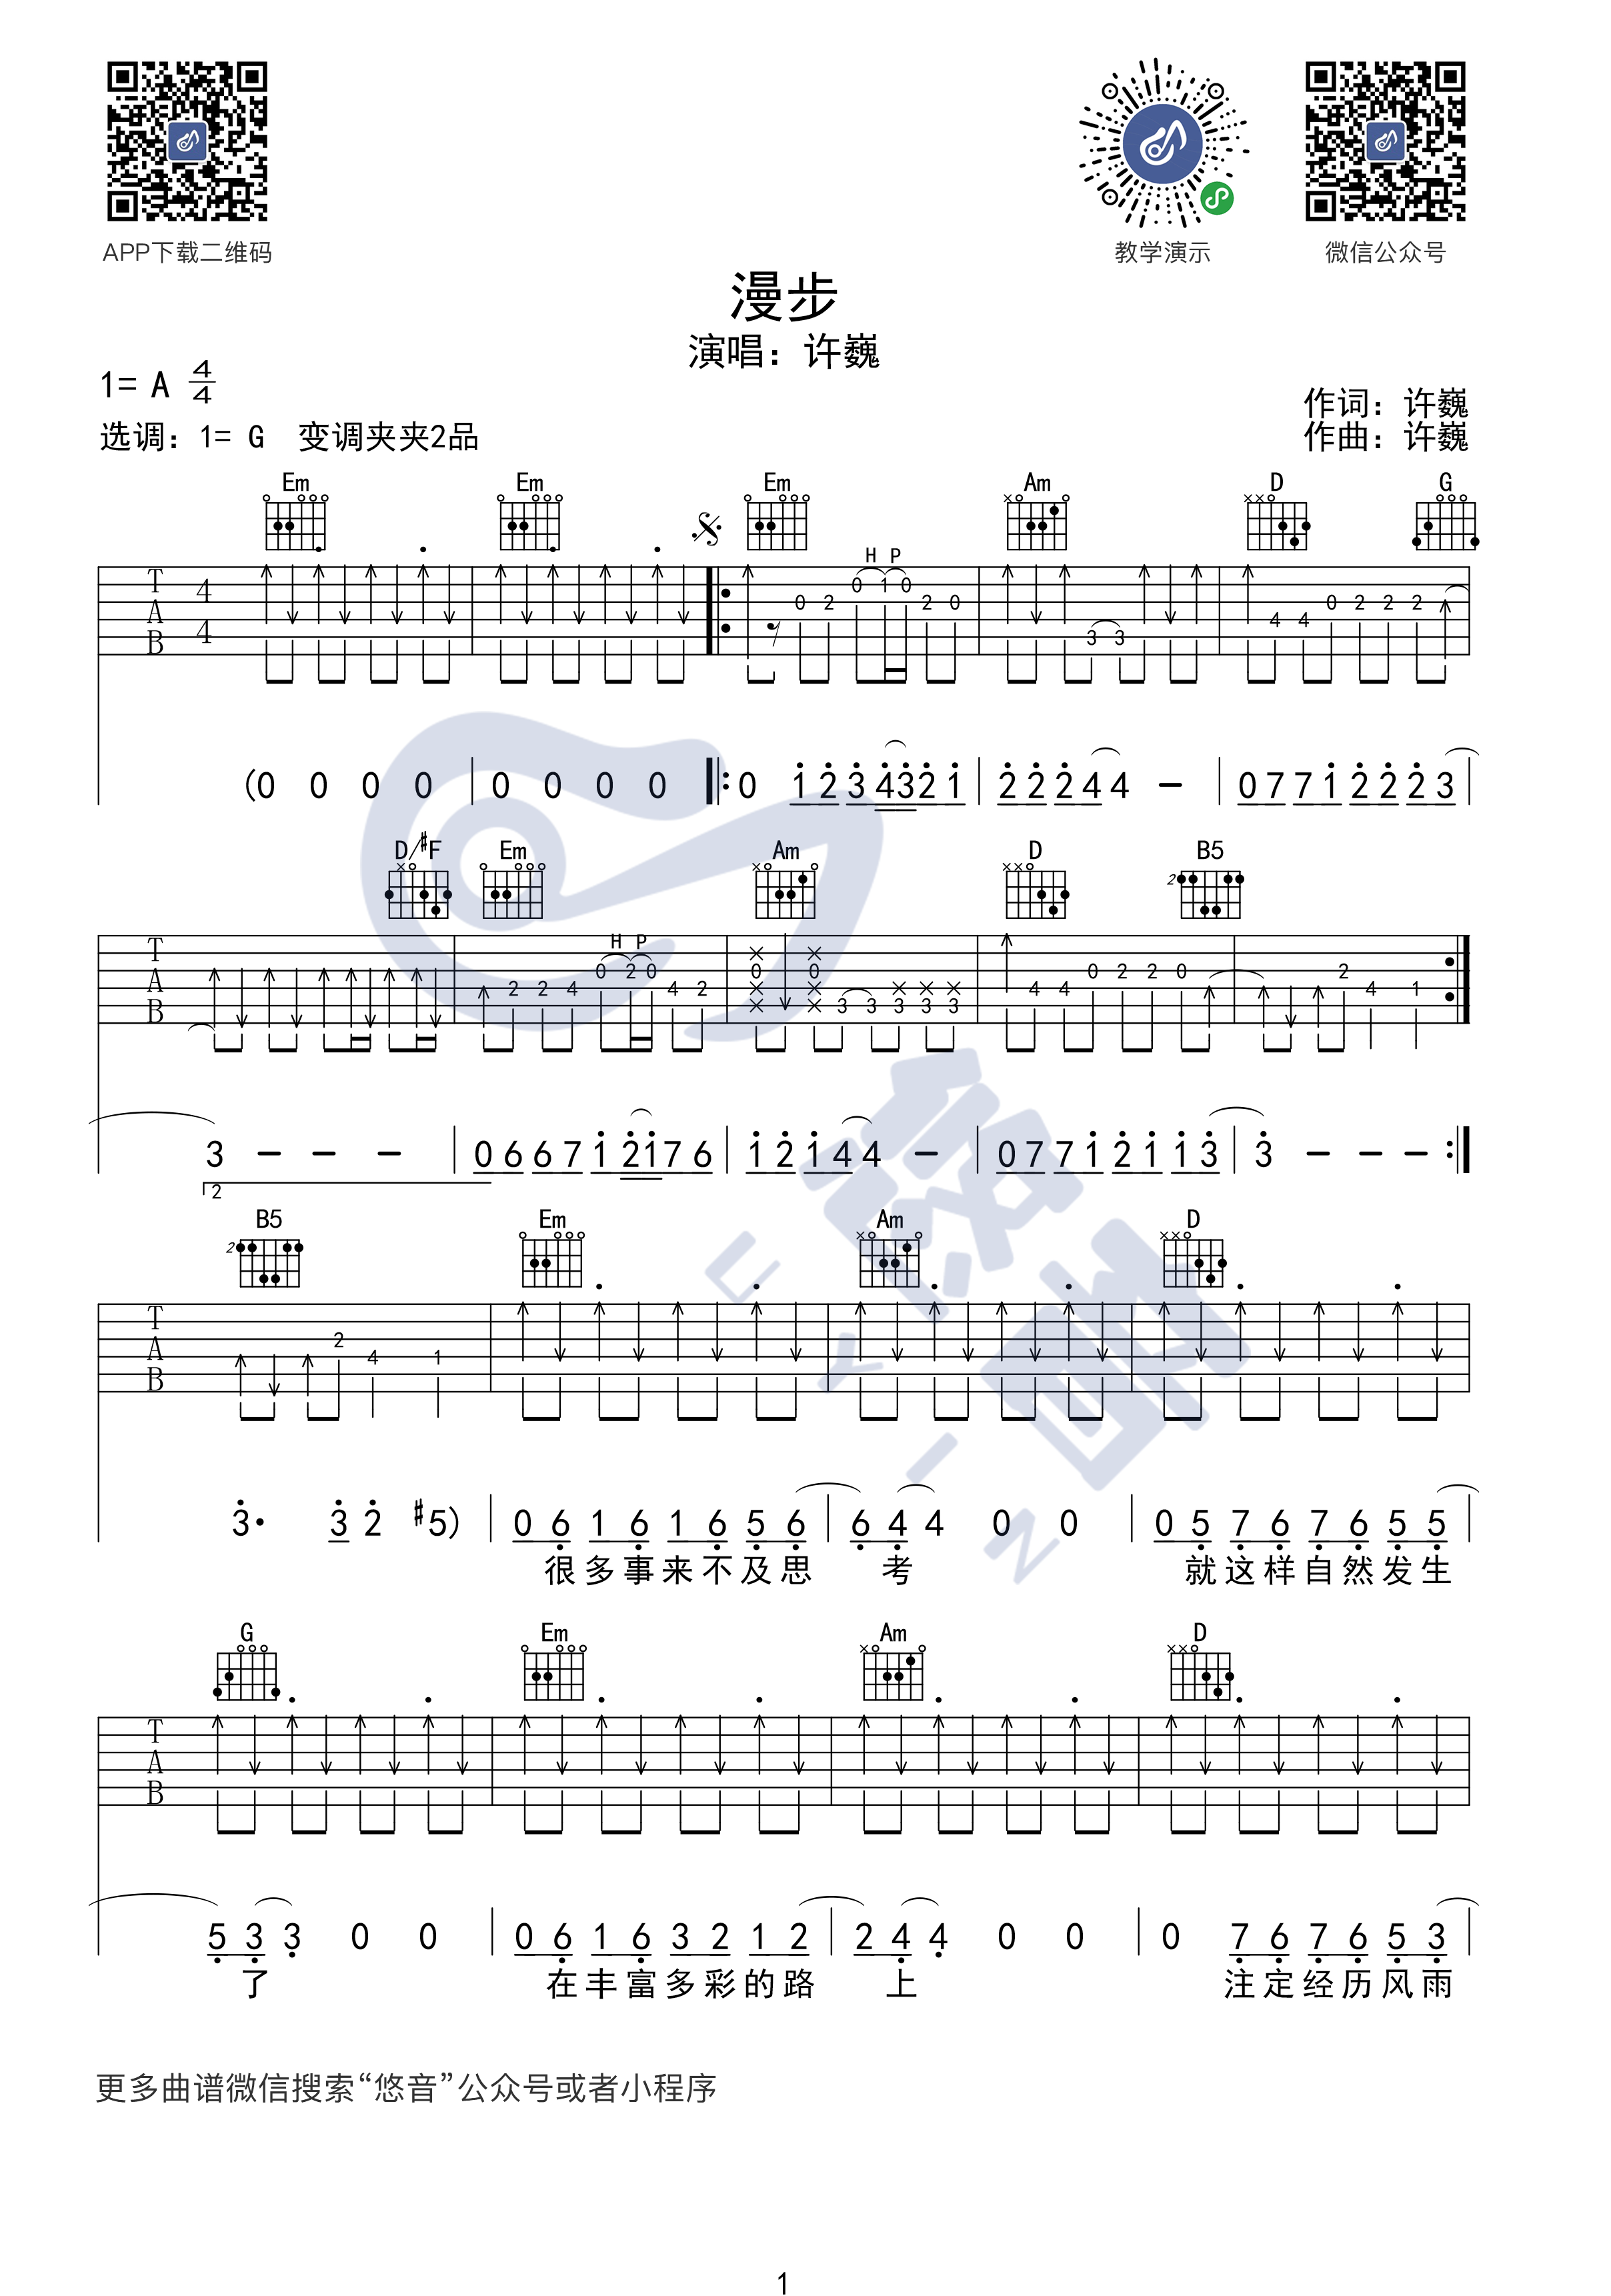 APP下载二维码 教学演示 微信公众号
漫步
演唱：许巍
1= A 4/4
作词：许巍
选调：1= G 变调夹夹2品
作曲：许巍
Em Em Em Am D G
H P
T A B 4 4 0 2 0 1 0 2 0 3 3 4 4 0 2 2 2
(0 0 0 0 | 0 0 0 0 |: 0 1 2 3 4 3 2 1 | 2 2 2 4 4 - | 0 7 7 1 2 2 2 3 |
D/#F Em Am D B5
H P 2
T A B 2 2 4 0 2 0 4 2 0 0 3 3 3 3 3 4 4 0 2 2 0 2 4 1
3 - - - | 0 6 6 7 1 2 1 7 6 | 1 2 1 4 4 - | 0 7 7 1 2 1 1 3 | 3 - - - :|
2
B5 Em Am D
2
T A B 2 4 1
3· 3 2 #5) | 0 6 1 6 1 6 5 6 | 6 4 4 0 0 | 0 5 7 6 7 6 5 5 |
很多事来不及思 考 就这样自然发生
G Em Am D
T A B
5 3 3 0 0 | 0 6 1 6 3 2 1 2 | 2 4 4 0 0 | 0 7 6 7 6 5 3 |
了 在丰富多彩的路 上 注定经历风雨
悠音
UYIN
更多曲谱微信搜索“悠音”公众号或者小程序
1